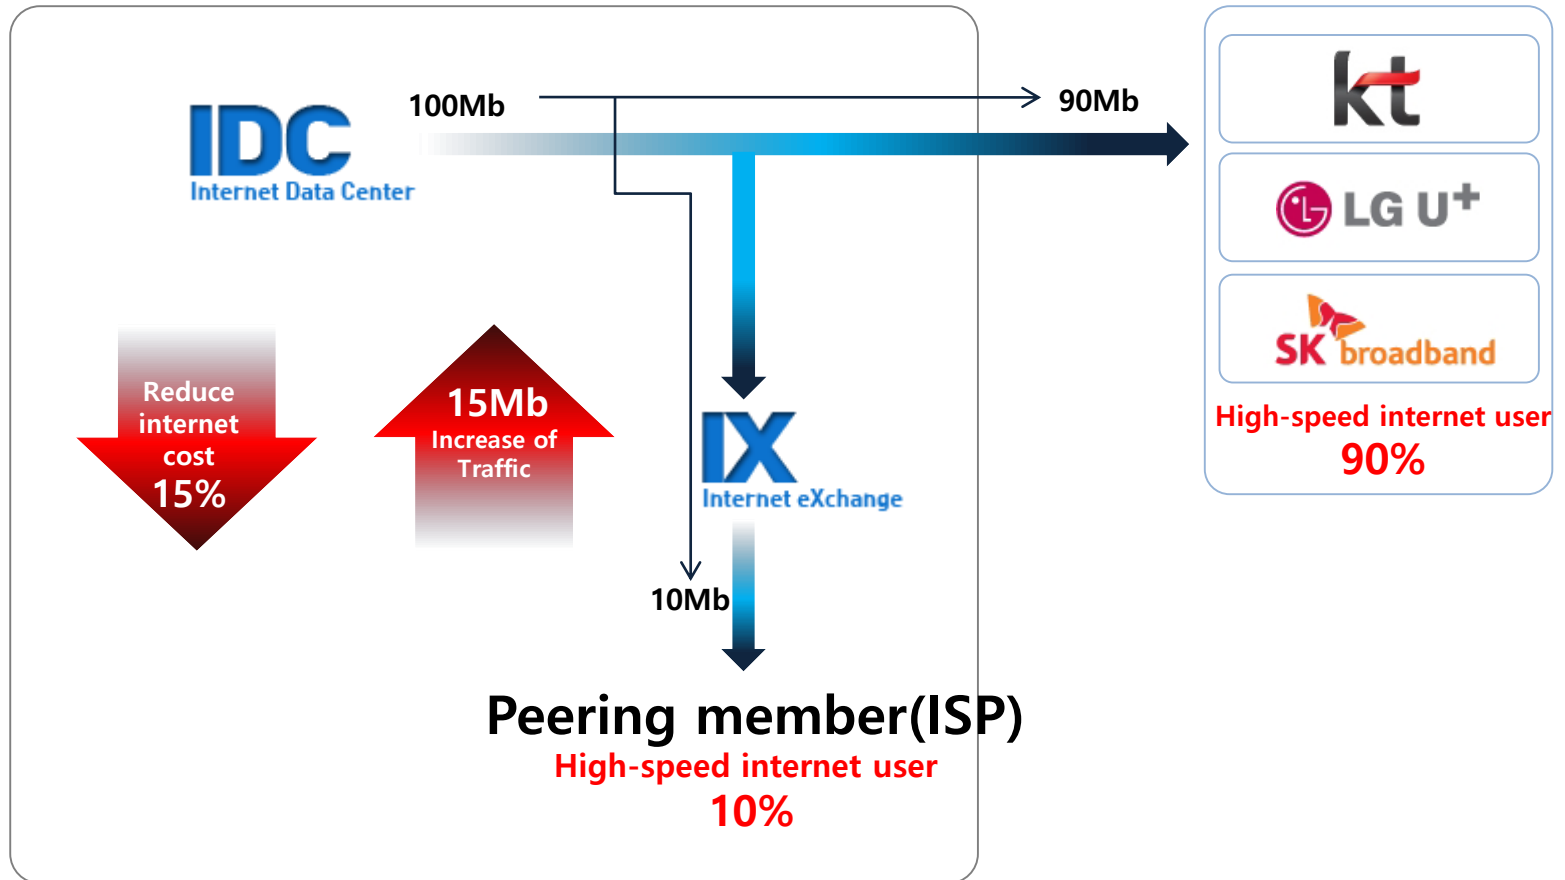 IDC
Internet Data Center
100Mb
90Mb
kt
LG U+
SK broadband
High-speed internet user
90%
Reduce
internet
cost
15%
15Mb
Increase of
Traffic
IX
Internet eXchange
10Mb
Peering member(ISP)
High-speed internet user
10%